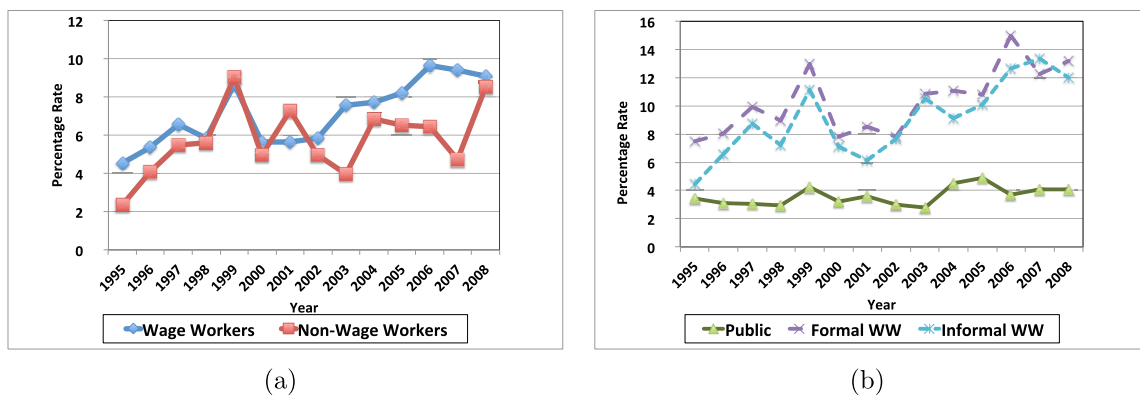 12
10
8
6
4
2
0
Percentage Rate
1995 1996 1997 1998 1999 2000 2001 2002 2003 2004 2005 2006 2007 2008
Year
Wage Workers Non-Wage Workers
(a)
16
14
12
10
8
6
4
2
0
Percentage Rate
1995 1996 1997 1998 1999 2000 2001 2002 2003 2004 2005 2006 2007 2008
Year
Public Formal WW Informal WW
(b)